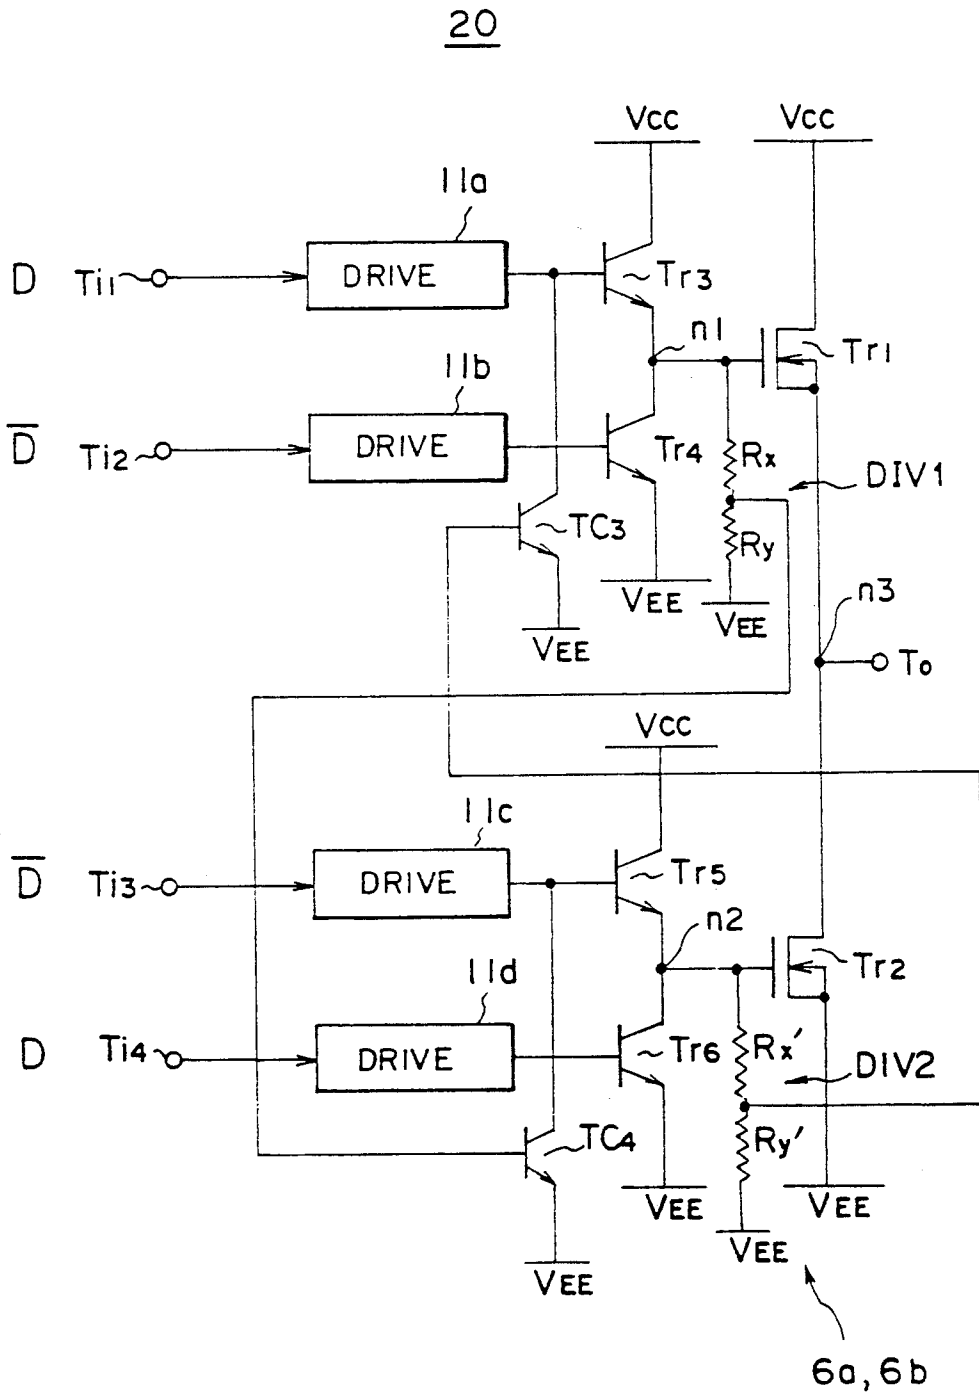 20
VCC
VCC
11a
D Ti1 DRIVE Tr3
n1
Tr1
11b
D̅ Ti2 DRIVE Tr4 Rx DIV1
TC3 Ry
VEE VEE n3
VEE To
VCC
11c
D̅ Ti3 DRIVE Tr5
n2
Tr2
11d
D Ti4 DRIVE Tr6 Rx' DIV2
TC4 Ry'
VEE VEE
VEE
VEE
6a, 6b